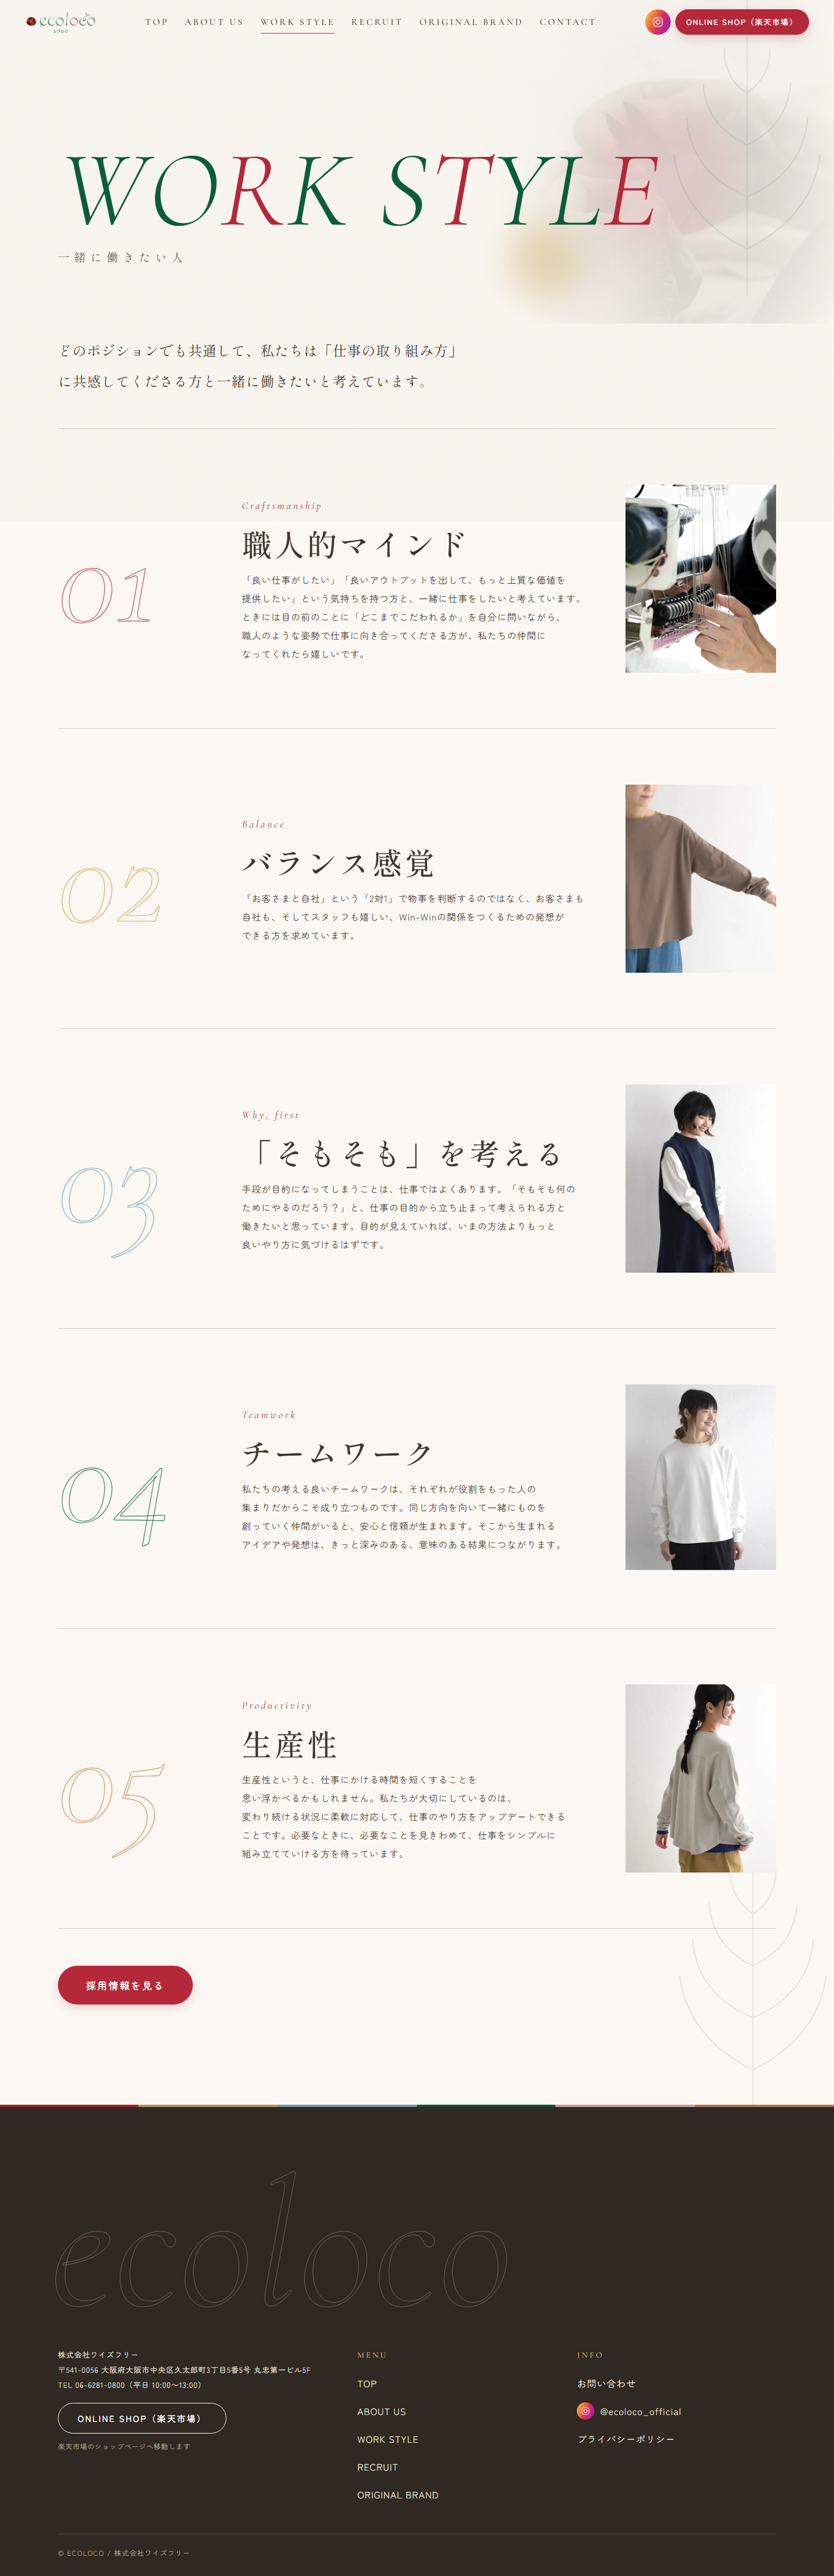 ecoloco
エコロコ
TOP
ABOUT US
WORK STYLE
RECRUIT
ORIGINAL BRAND
CONTACT
ONLINE SHOP（楽天市場）
WORK STYLE
一緒に働きたい人
どのポジションでも共通して、私たちは「仕事の取り組み方」
に共感してくださる方と一緒に働きたいと考えています。
01
Craftsmanship
職人的マインド
「良い仕事がしたい」「良いアウトプットを出して、もっと上質な価値を
提供したい」という気持ちを持つ方と、一緒に仕事をしたいと考えています。
ときには目の前のことに「どこまでこだわれるか」を自分に問いながら、
職人のような姿勢で仕事に向き合ってくださる方が、私たちの仲間に
なってくれたら嬉しいです。
02
Balance
バランス感覚
「お客さまと自社」という「2対1」で物事を判断するのではなく、お客さまも
自社も、そしてスタッフも嬉しい、Win-Winの関係をつくるための発想が
できる方を求めています。
03
Why, first
「そもそも」を考える
手段が目的になってしまうことは、仕事ではよくあります。「そもそも何の
ためにやるのだろう？」と、仕事の目的から立ち止まって考えられる方と
働きたいと思っています。目的が見えていれば、いまの方法よりもっと
良いやり方に気づけるはずです。
04
Teamwork
チームワーク
私たちの考える良いチームワークは、それぞれが役割をもった人の
集まりだからこそ成り立つものです。同じ方向を向いて一緒にものを
創っていく仲間がいると、安心と信頼が生まれます。そこから生まれる
アイデアや発想は、きっと深みのある、意味のある結果につながります。
05
Productivity
生産性
生産性というと、仕事にかける時間を短くすることを
思い浮かべるかもしれません。私たちが大切にしているのは、
変わり続ける状況に柔軟に対応して、仕事のやり方をアップデートできる
ことです。必要なときに、必要なことを見きわめて、仕事をシンプルに
組み立てていける方を待っています。
採用情報を見る
ecoloco
株式会社ワイズフリー
〒541-0056 大阪府大阪市中央区久太郎町3丁目5番5号 丸忠第一ビル5F
TEL 06-6281-0800（平日 10:00〜13:00）
ONLINE SHOP（楽天市場）
楽天市場のショップページへ移動します
MENU
TOP
ABOUT US
WORK STYLE
RECRUIT
ORIGINAL BRAND
INFO
お問い合わせ
@ecoloco_official
プライバシーポリシー
© ECOLOCO / 株式会社ワイズフリー